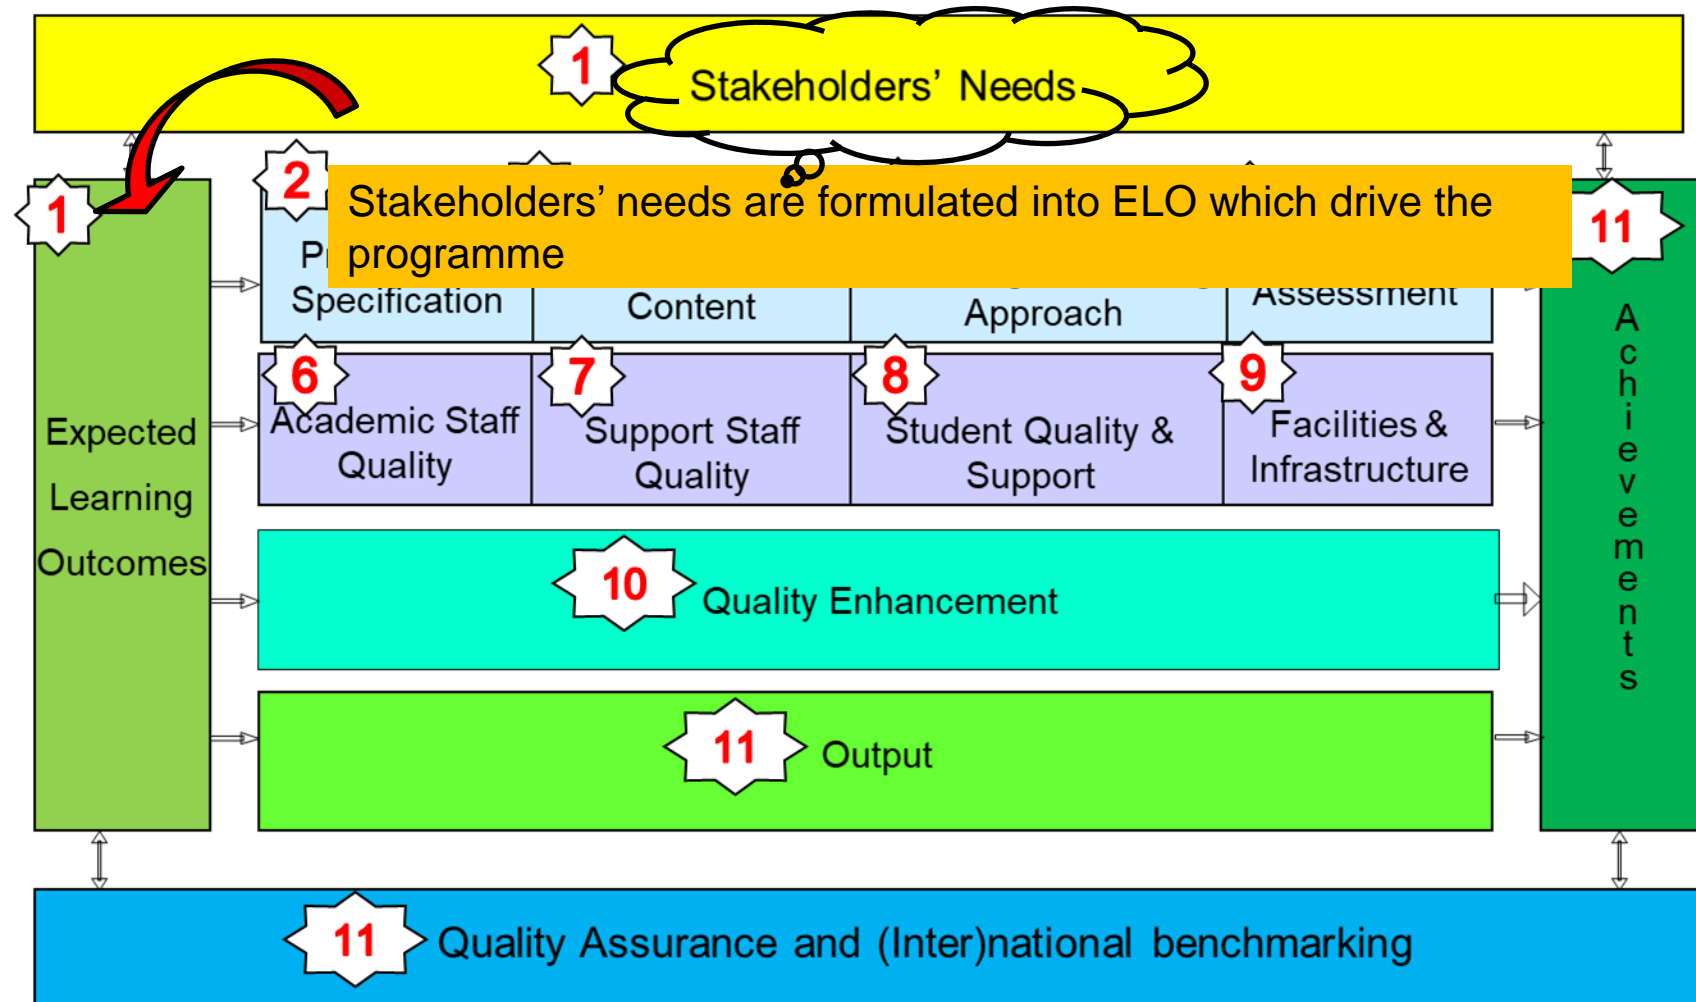 1
Stakeholders’ Needs
1
2
Stakeholders’ needs are formulated into ELO which drive the
programme
11
Specification
Content
Approach
Assessment
6
7
8
9
Academic Staff
Quality
Support Staff
Quality
Student Quality &
Support
Facilities &
Infrastructure
Expected
Learning
Outcomes
Achievements
10
Quality Enhancement
11
Output
11
Quality Assurance and (Inter)national benchmarking